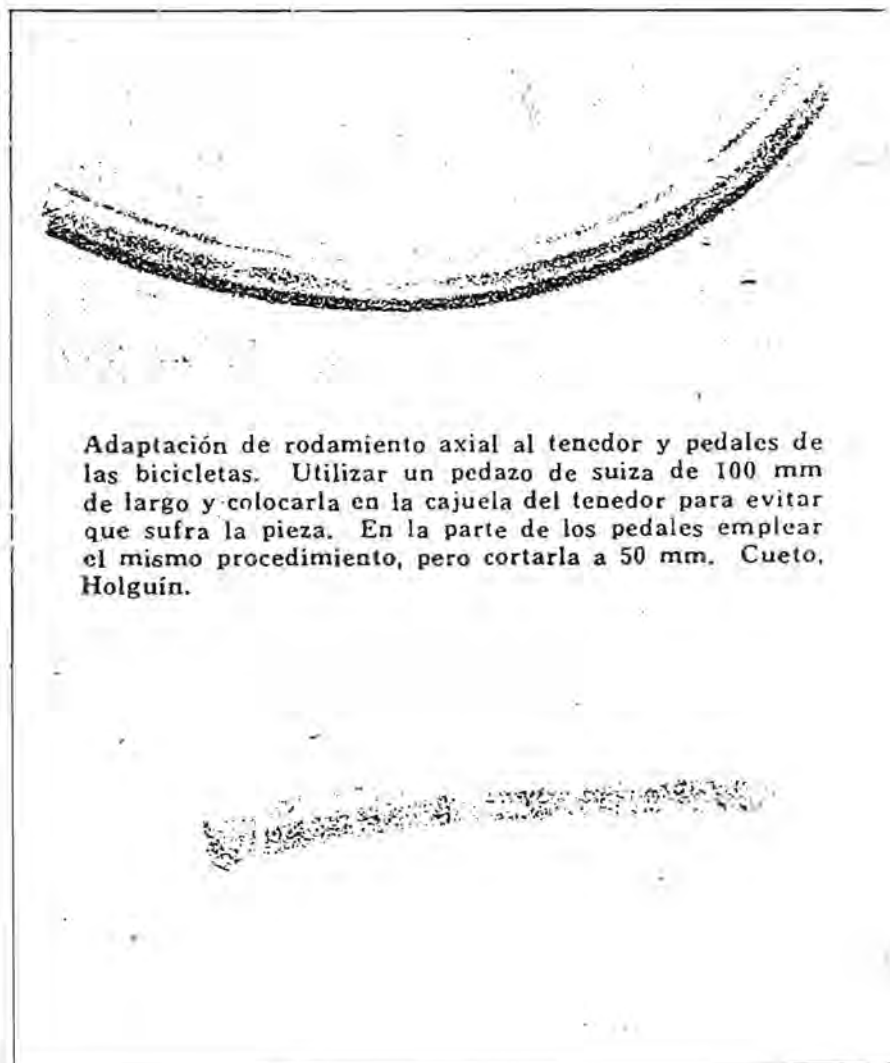 Adaptación de rodamiento axial al tenedor y pedales de
las bicicletas. Utilizar un pedazo de suiza de 100 mm
de largo y colocarla en la cajuela del tenedor para evitar
que sufra la pieza. En la parte de los pedales emplear
el mismo procedimiento, pero cortarla a 50 mm. Cueto,
Holguín.